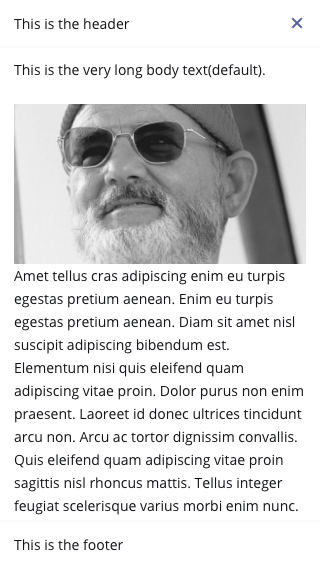 This is the header
This is the very long body text(default).
Amet tellus cras adipiscing enim eu turpis
egestas pretium aenean. Enim eu turpis
egestas pretium aenean. Diam sit amet nisl
suscipit adipiscing bibendum est.
Elementum nisi quis eleifend quam
adipiscing vitae proin. Dolor purus non enim
praesent. Laoreet id donec ultrices tincidunt
arcu non. Arcu ac tortor dignissim convallis.
Quis eleifend quam adipiscing vitae proin
sagittis nisl rhoncus mattis. Tellus integer
feugiat scelerisque varius morbi enim nunc.
This is the footer